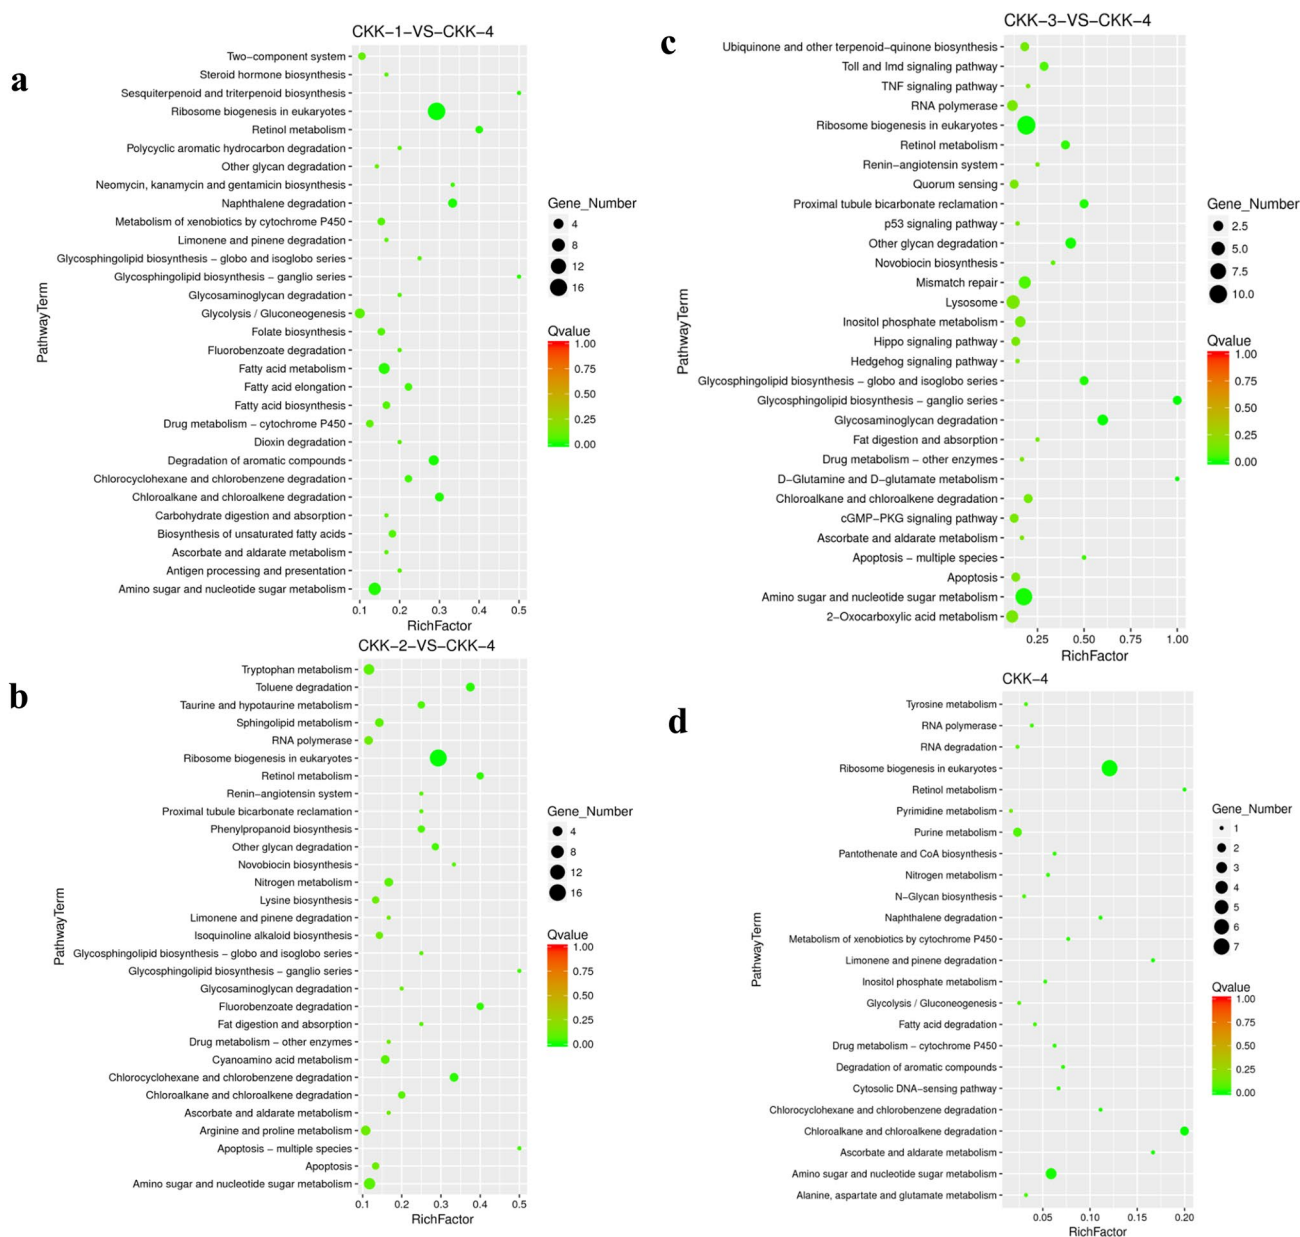 a
CKK-1-VS-CKK-4
PathwayTerm
Two-component system
Steroid hormone biosynthesis
Sesquiterpenoid and triterpenoid biosynthesis
Ribosome biogenesis in eukaryotes
Retinol metabolism
Polycyclic aromatic hydrocarbon degradation
Other glycan degradation
Neomycin, kanamycin and gentamicin biosynthesis
Naphthalene degradation
Metabolism of xenobiotics by cytochrome P450
Limonene and pinene degradation
Glycosphingolipid biosynthesis – globo and isoglobo series
Glycosphingolipid biosynthesis – ganglio series
Glycosaminoglycan degradation
Glycolysis / Gluconeogenesis
Folate biosynthesis
Fluorobenzoate degradation
Fatty acid metabolism
Fatty acid elongation
Fatty acid biosynthesis
Drug metabolism – cytochrome P450
Dioxin degradation
Degradation of aromatic compounds
Chlorocyclohexane and chlorobenzene degradation
Chloroalkane and chloroalkene degradation
Carbohydrate digestion and absorption
Biosynthesis of unsaturated fatty acids
Ascorbate and aldarate metabolism
Antigen processing and presentation
Amino sugar and nucleotide sugar metabolism
0.1 0.2 0.3 0.4 0.5
RichFactor
Gene_Number
4
8
12
16
Qvalue
1.00
0.75
0.50
0.25
0.00
b
CKK-2-VS-CKK-4
PathwayTerm
Tryptophan metabolism
Toluene degradation
Taurine and hypotaurine metabolism
Sphingolipid metabolism
RNA polymerase
Ribosome biogenesis in eukaryotes
Retinol metabolism
Renin-angiotensin system
Proximal tubule bicarbonate reclamation
Phenylpropanoid biosynthesis
Other glycan degradation
Novobiocin biosynthesis
Nitrogen metabolism
Lysine biosynthesis
Limonene and pinene degradation
Isoquinoline alkaloid biosynthesis
Glycosphingolipid biosynthesis – globo and isoglobo series
Glycosphingolipid biosynthesis – ganglio series
Glycosaminoglycan degradation
Fluorobenzoate degradation
Fat digestion and absorption
Drug metabolism – other enzymes
Cyanoamino acid metabolism
Chlorocyclohexane and chlorobenzene degradation
Chloroalkane and chloroalkene degradation
Ascorbate and aldarate metabolism
Arginine and proline metabolism
Apoptosis – multiple species
Apoptosis
Amino sugar and nucleotide sugar metabolism
0.1 0.2 0.3 0.4 0.5
RichFactor
Gene_Number
4
8
12
16
Qvalue
1.00
0.75
0.50
0.25
0.00
c
CKK-3-VS-CKK-4
PathwayTerm
Ubiquinone and other terpenoid-quinone biosynthesis
Toll and Imd signaling pathway
TNF signaling pathway
RNA polymerase
Ribosome biogenesis in eukaryotes
Retinol metabolism
Renin-angiotensin system
Quorum sensing
Proximal tubule bicarbonate reclamation
p53 signaling pathway
Other glycan degradation
Novobiocin biosynthesis
Mismatch repair
Lysosome
Inositol phosphate metabolism
Hippo signaling pathway
Hedgehog signaling pathway
Glycosphingolipid biosynthesis – globo and isoglobo series
Glycosphingolipid biosynthesis – ganglio series
Glycosaminoglycan degradation
Fat digestion and absorption
Drug metabolism – other enzymes
D-Glutamine and D-glutamate metabolism
Chloroalkane and chloroalkene degradation
cGMP-PKG signaling pathway
Ascorbate and aldarate metabolism
Apoptosis – multiple species
Apoptosis
Amino sugar and nucleotide sugar metabolism
2-Oxocarboxylic acid metabolism
0.25 0.50 0.75 1.00
RichFactor
Gene_Number
2.5
5.0
7.5
10.0
Qvalue
1.00
0.75
0.50
0.25
0.00
d
CKK-4
PathwayTerm
Tyrosine metabolism
RNA polymerase
RNA degradation
Ribosome biogenesis in eukaryotes
Retinol metabolism
Pyrimidine metabolism
Purine metabolism
Pantothenate and CoA biosynthesis
Nitrogen metabolism
N-Glycan biosynthesis
Naphthalene degradation
Metabolism of xenobiotics by cytochrome P450
Limonene and pinene degradation
Inositol phosphate metabolism
Glycolysis / Gluconeogenesis
Fatty acid degradation
Drug metabolism – cytochrome P450
Degradation of aromatic compounds
Cytosolic DNA-sensing pathway
Chlorocyclohexane and chlorobenzene degradation
Chloroalkane and chloroalkene degradation
Ascorbate and aldarate metabolism
Amino sugar and nucleotide sugar metabolism
Alanine, aspartate and glutamate metabolism
0.05 0.10 0.15 0.20
RichFactor
Gene_Number
1
2
3
4
5
6
7
Qvalue
1.00
0.75
0.50
0.25
0.00